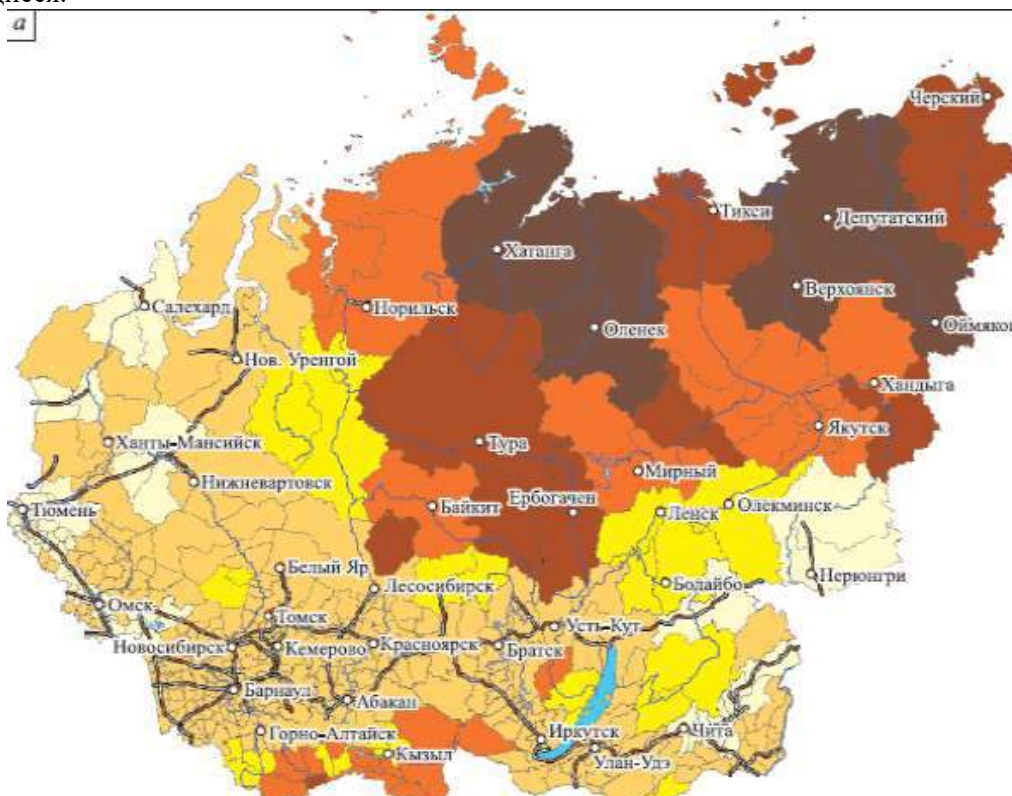 а
Черский
Тикси
Депутатский
Хатанга
Верхоянск
Салехард
Норильск
Оленек
Оймякон
Нов. Уренгой
Хандыга
Ханты-Мансийск
Тура
Якутск
Мирный
Нижневартовск
Ербогачен
Тюмень
Байкит
Ленск
Олекминск
Белый Яр
Лесосибирск
Бодайбо
Нерюнгри
Омск
Томск
Усть-Кут
Новосибирск
Кемерово
Красноярск
Братск
Барнаул
Абакан
Горно-Алтайск
Иркутск
Чита
Кызыл
Улан-Удэ